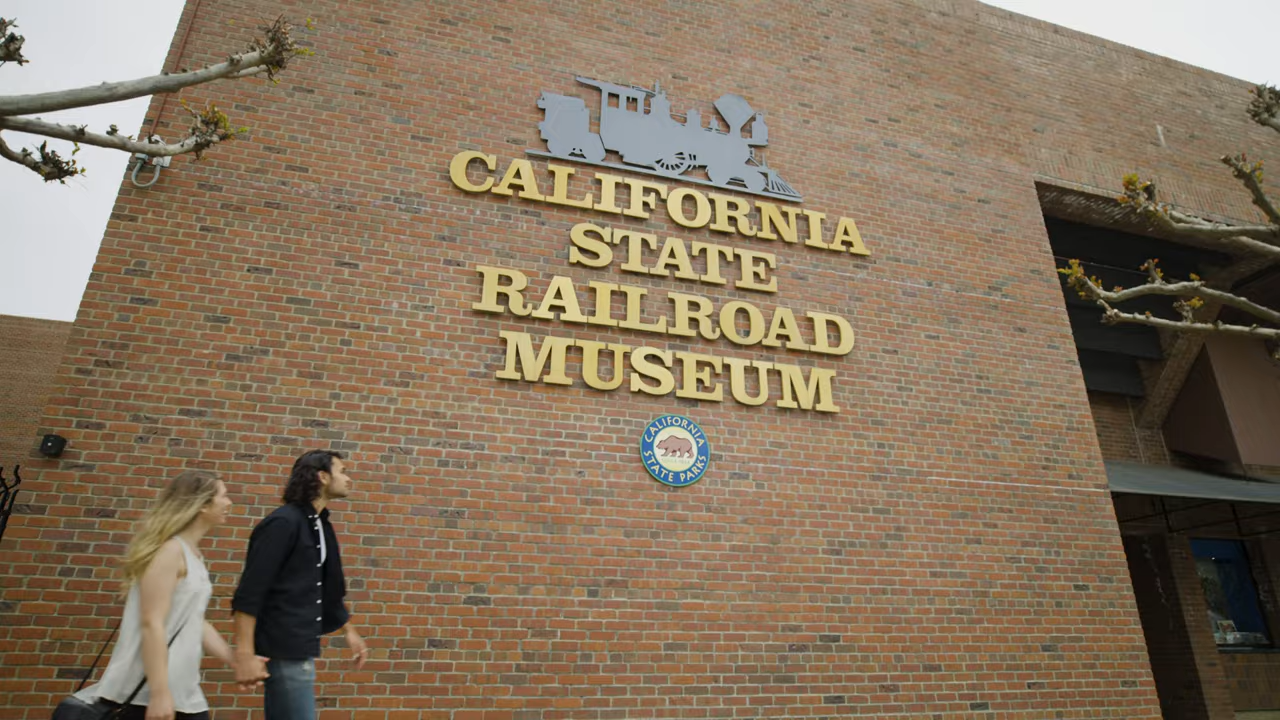 CALIFORNIA
STATE
RAILROAD
MUSEUM
CALIFORNIA
STATE PARKS